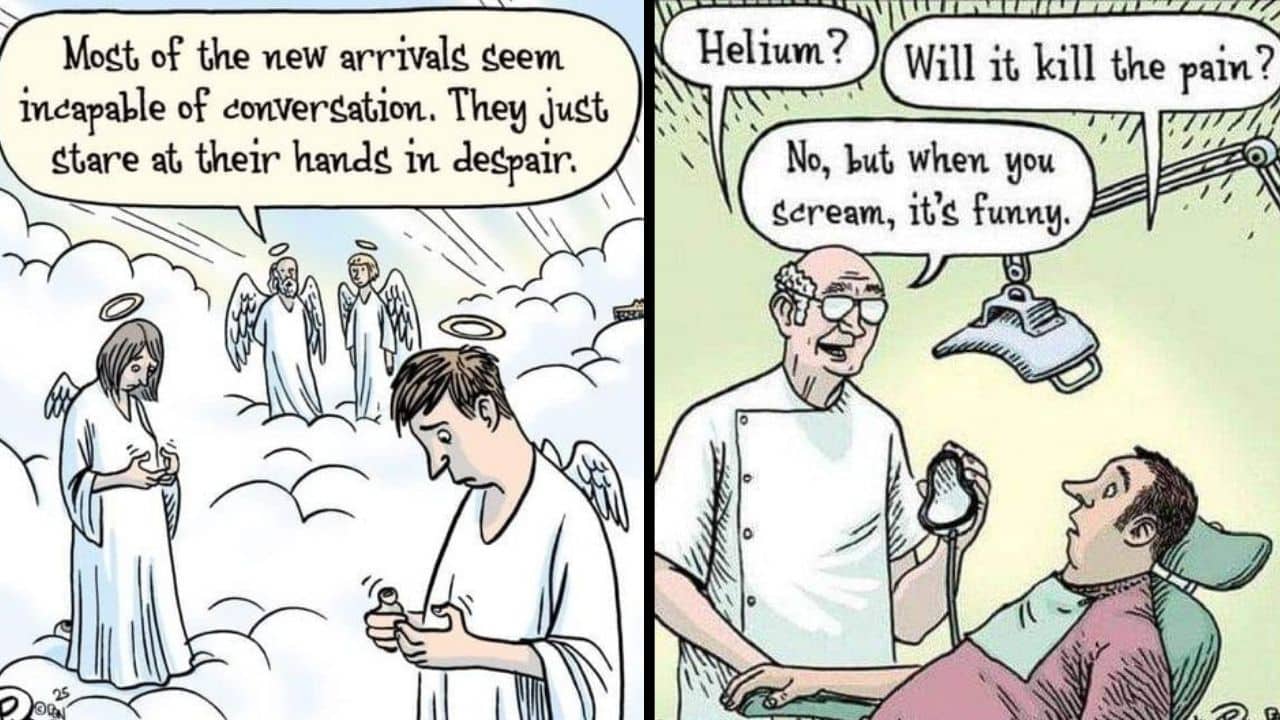 Most of the new arrivals seem
incapable of conversation. They just
stare at their hands in despair.
25
Helium?
Will it kill the pain?
No, but when you
scream, it's funny.